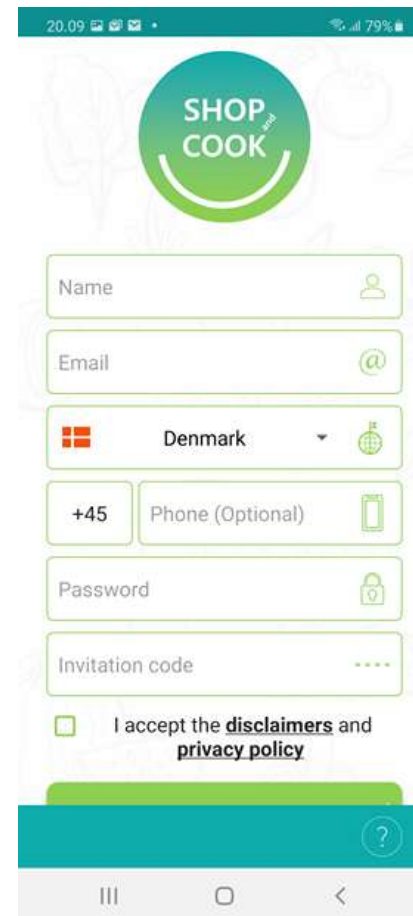 20.09 79%
SHOP
and
COOK
Name
Email
@
Denmark
+45 Phone (Optional)
Password
Invitation code
I accept the disclaimers and
privacy policy
?